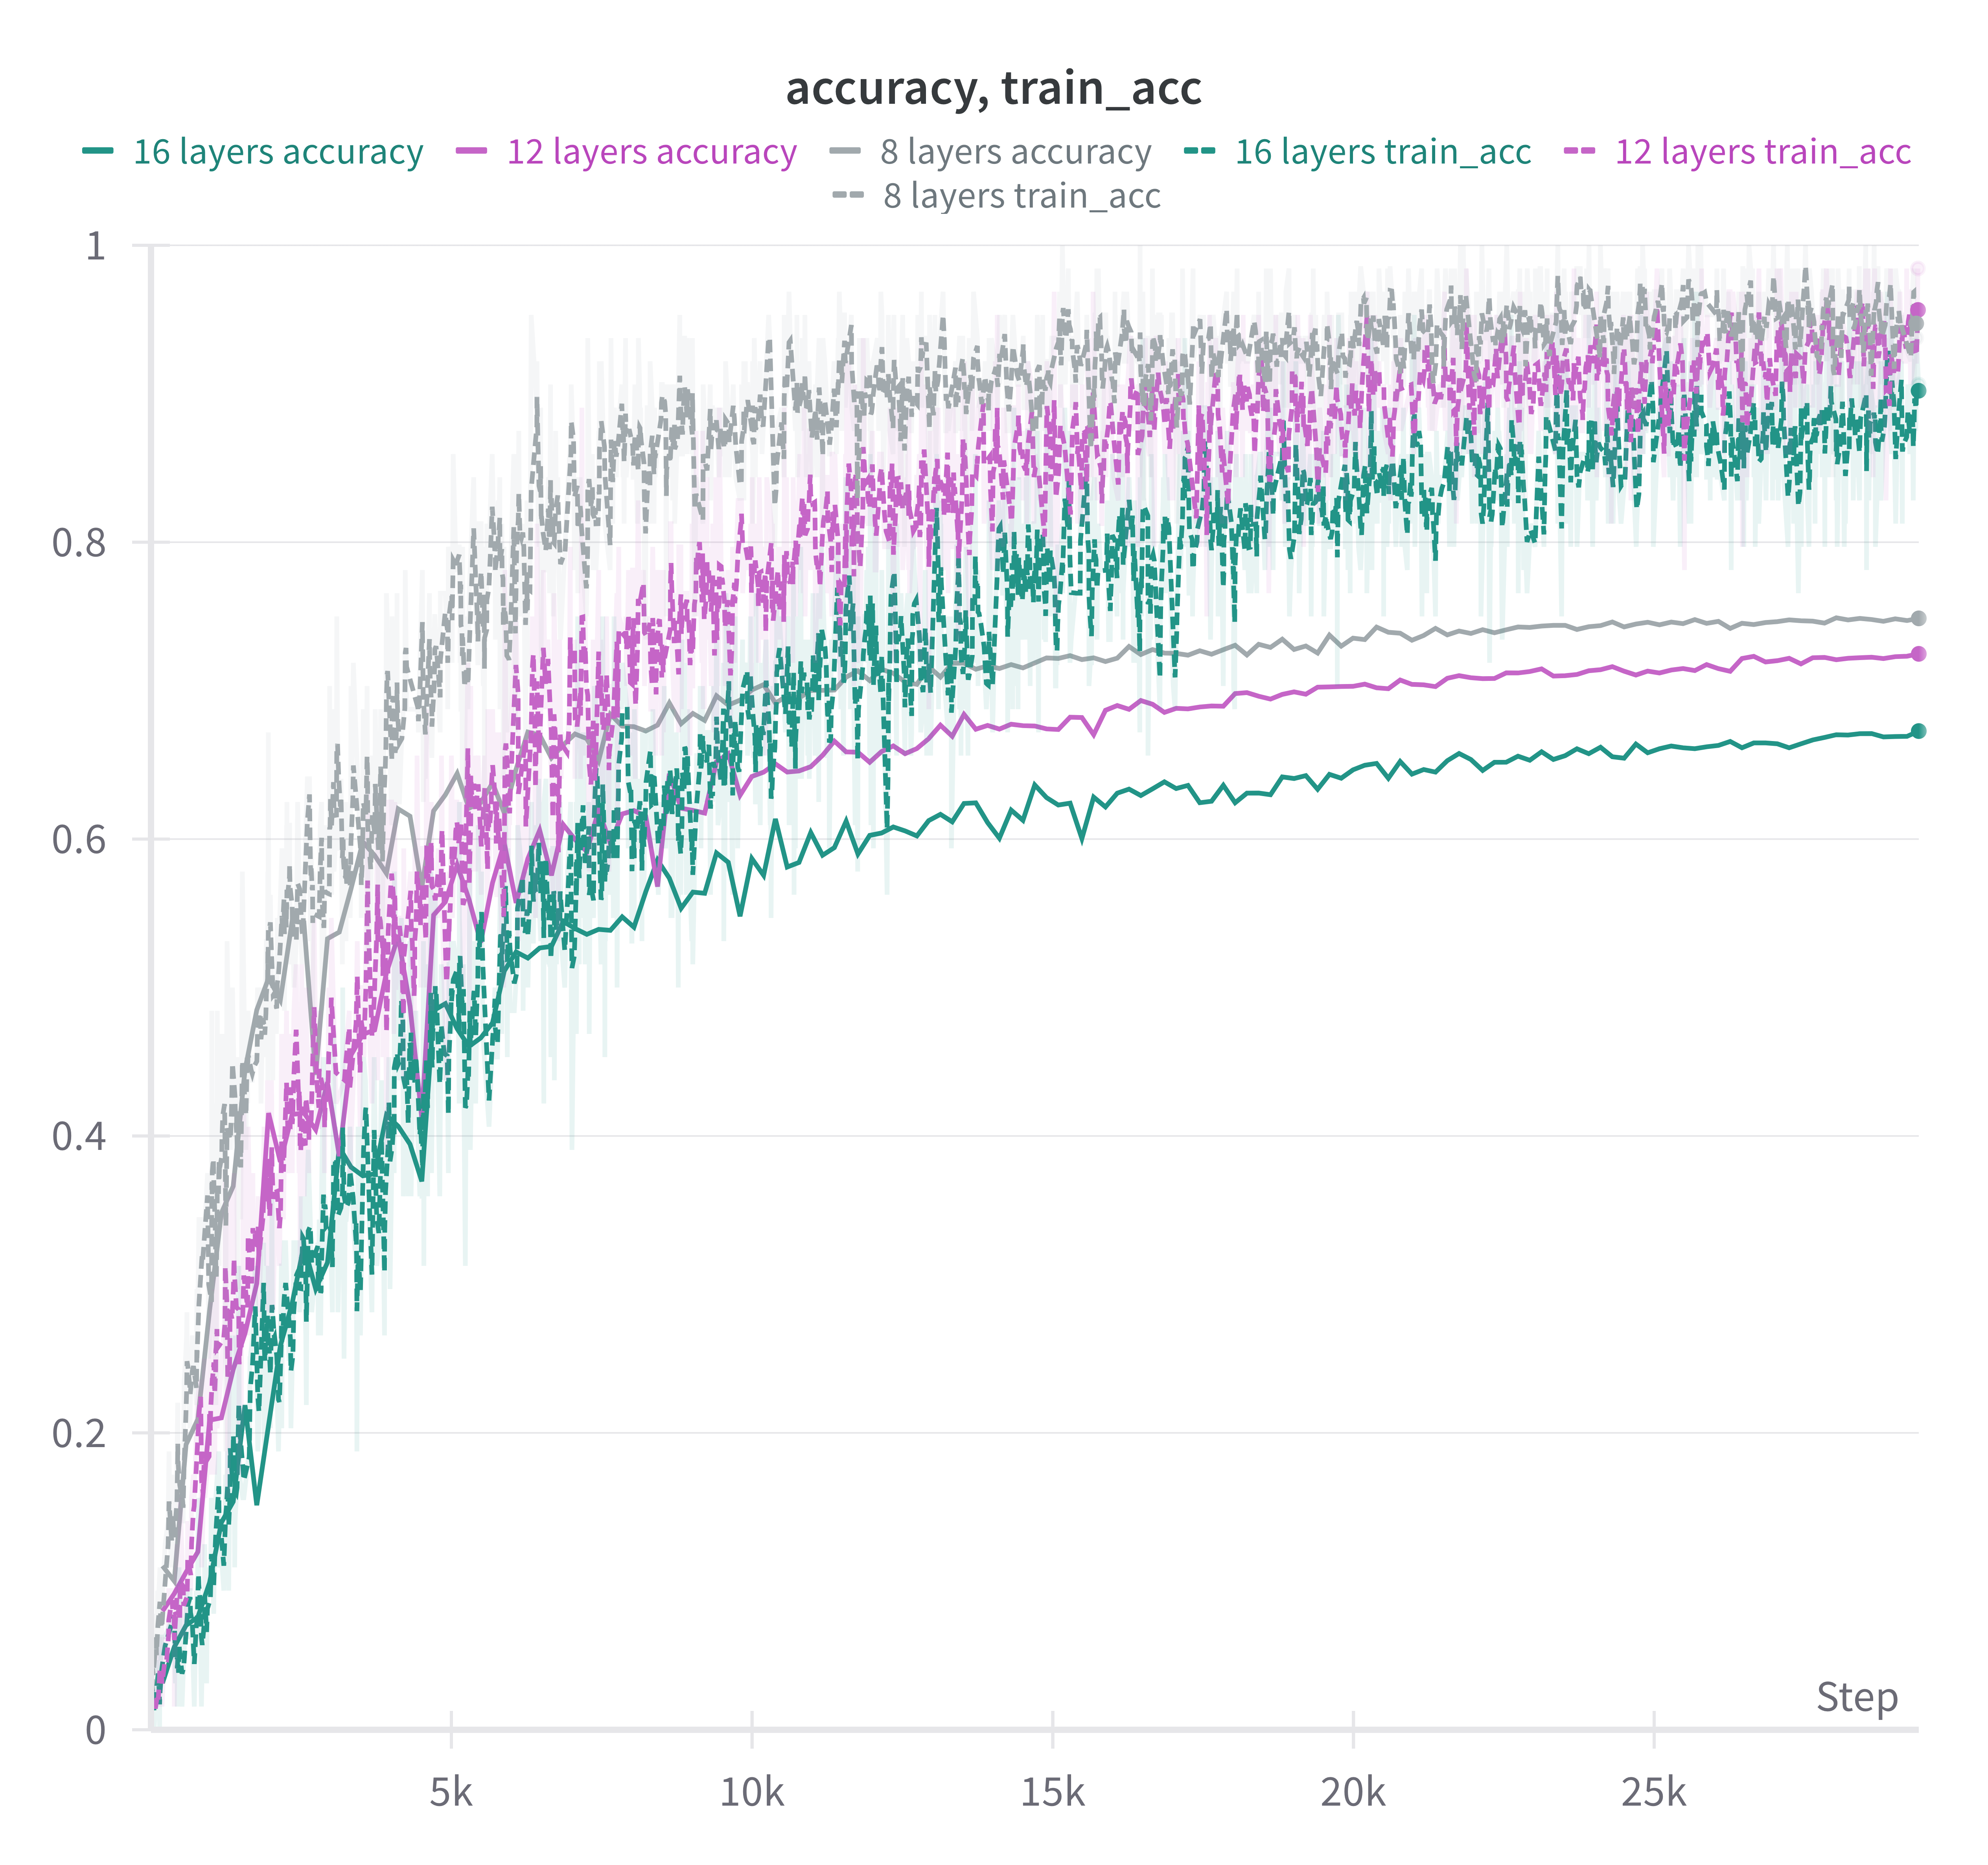 accuracy, train_acc
16 layers accuracy 12 layers accuracy 8 layers accuracy 16 layers train_acc 12 layers train_acc
8 layers train_acc
1
0.8
0.6
0.4
0.2
0
Step
5k 10k 15k 20k 25k